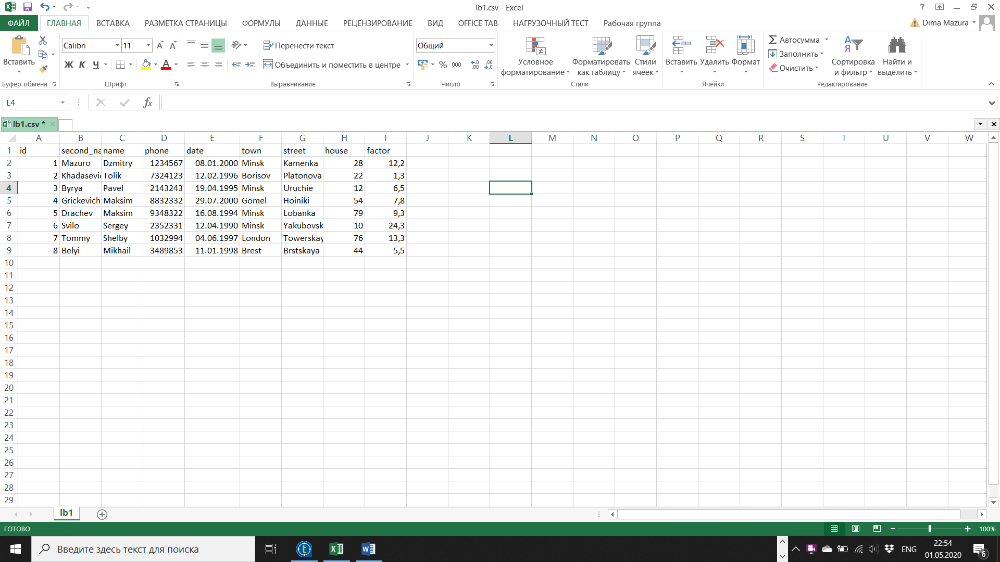 lb1.csv - Excel
ФАЙЛ ГЛАВНАЯ ВСТАВКА РАЗМЕТКА СТРАНИЦЫ ФОРМУЛЫ ДАННЫЕ РЕЦЕНЗИРОВАНИЕ ВИД OFFICE TAB НАГРУЗОЧНЫЙ ТЕСТ Рабочая группа Dima Mazura
Вставить
Calibri 11
Ж К Ч
Перенести текст
Объединить и поместить в центре
Общий
% 000
Условное форматирование
Форматировать как таблицу
Стили ячеек
Вставить Удалить Формат
Автосумма
Заполнить
Очистить
Сортировка и фильтр
Найти и выделить
Буфер обмена Шрифт Выравнивание Число Стили Ячейки Редактирование
L4 fx
lb1.csv *
A B C D E F G H I J K L M N O P Q R S T U V W
1 id second_na name phone date town street house factor
2 1 Mazuro Dzmitry 1234567 08.01.2000 Minsk Kamenka 28 12,2
3 2 Khadasevic Tolik 7324123 12.02.1996 Borisov Platonova 22 1,3
4 3 Byrya Pavel 2143243 19.04.1995 Minsk Uruchie 12 6,5
5 4 Grickevich Maksim 8832332 29.07.2000 Gomel Hoiniki 54 7,8
6 5 Drachev Maksim 9348322 16.08.1994 Minsk Lobanka 79 9,3
7 6 Svilo Sergey 2352331 12.04.1990 Minsk Yakubovsk 10 24,3
8 7 Tommy Shelby 1032994 04.06.1997 London Towerskay 76 13,3
9 8 Belyi Mikhail 3489853 11.01.1998 Brest Brstskaya 44 5,5
10
11
12
13
14
15
16
17
18
19
20
21
22
23
24
25
26
27
28
29
lb1
ГОТОВО 100%
Введите здесь текст для поиска
ENG
22:54
01.05.2020
6